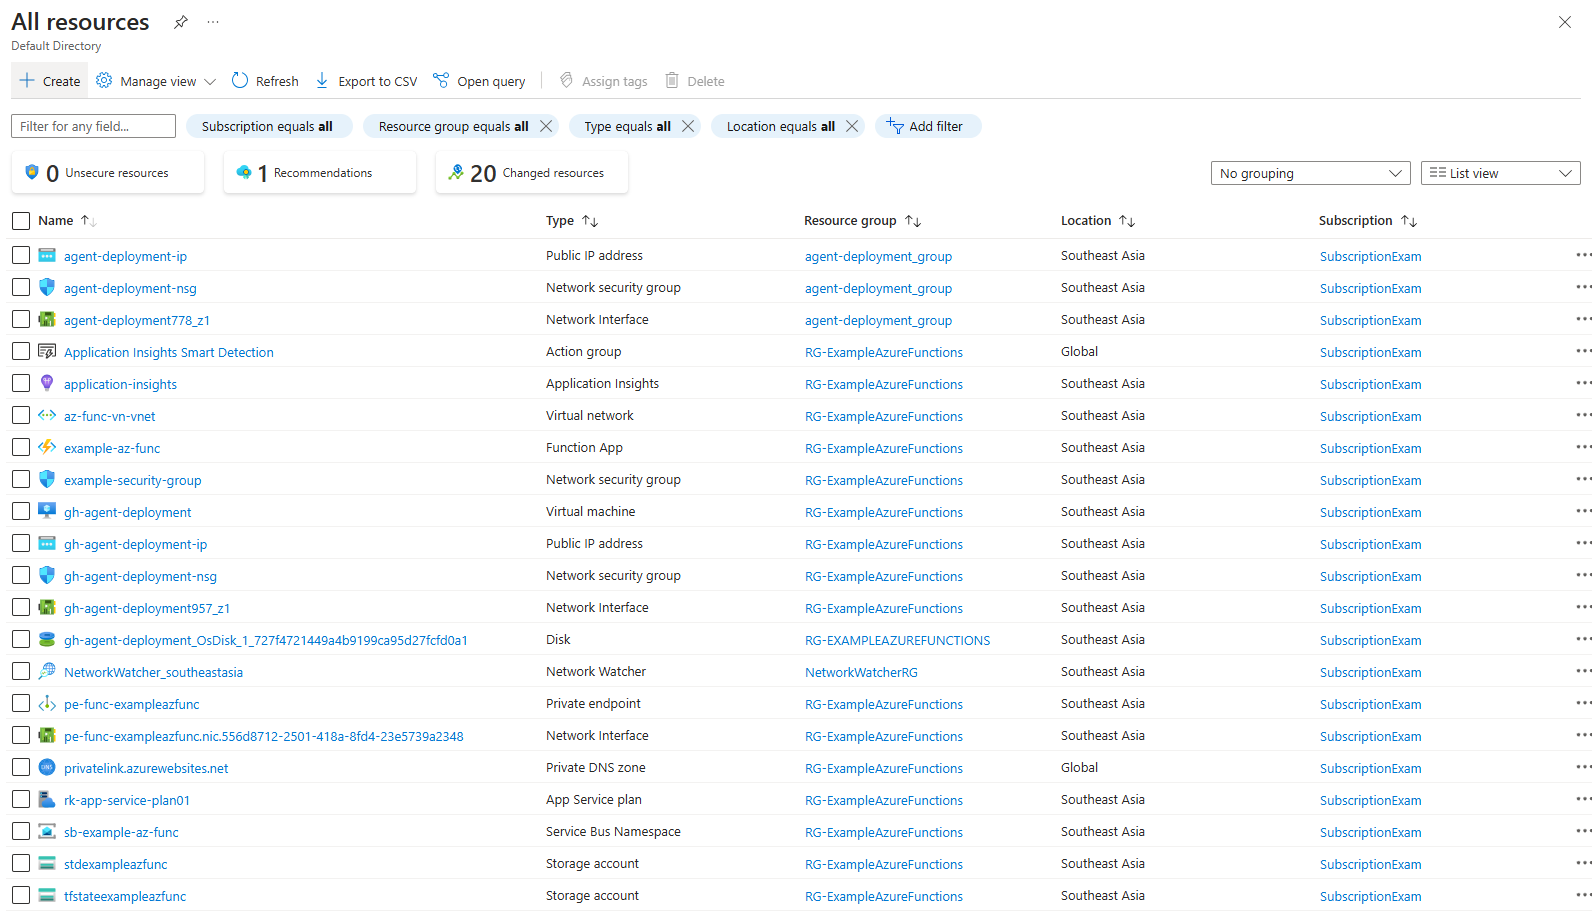 All resources
Default Directory
Create Manage view Refresh Export to CSV Open query Assign tags Delete
Filter for any field... Subscription equals all Resource group equals all Type equals all Location equals all Add filter
0 Unsecure resources 1 Recommendations 20 Changed resources No grouping List view
Name Type Resource group Location Subscription
agent-deployment-ip Public IP address agent-deployment_group Southeast Asia SubscriptionExam
agent-deployment-nsg Network security group agent-deployment_group Southeast Asia SubscriptionExam
agent-deployment778_z1 Network Interface agent-deployment_group Southeast Asia SubscriptionExam
Application Insights Smart Detection Action group RG-ExampleAzureFunctions Global SubscriptionExam
application-insights Application Insights RG-ExampleAzureFunctions Southeast Asia SubscriptionExam
az-func-vn-vnet Virtual network RG-ExampleAzureFunctions Southeast Asia SubscriptionExam
example-az-func Function App RG-ExampleAzureFunctions Southeast Asia SubscriptionExam
example-security-group Network security group RG-ExampleAzureFunctions Southeast Asia SubscriptionExam
gh-agent-deployment Virtual machine RG-ExampleAzureFunctions Southeast Asia SubscriptionExam
gh-agent-deployment-ip Public IP address RG-ExampleAzureFunctions Southeast Asia SubscriptionExam
gh-agent-deployment-nsg Network security group RG-ExampleAzureFunctions Southeast Asia SubscriptionExam
gh-agent-deployment957_z1 Network Interface RG-ExampleAzureFunctions Southeast Asia SubscriptionExam
gh-agent-deployment_OsDisk_1_727f4721449a4b9199ca95d27fcfd0a1 Disk RG-EXAMPLEAZUREFUNCTIONS Southeast Asia SubscriptionExam
NetworkWatcher_southeastasia Network Watcher NetworkWatcherRG Southeast Asia SubscriptionExam
pe-func-exampleazfunc Private endpoint RG-ExampleAzureFunctions Southeast Asia SubscriptionExam
pe-func-exampleazfunc.nic.556d8712-2501-418a-8fd4-23e5739a2348 Network Interface RG-ExampleAzureFunctions Southeast Asia SubscriptionExam
privatelink.azurewebsites.net Private DNS zone RG-ExampleAzureFunctions Global SubscriptionExam
rk-app-service-plan01 App Service plan RG-ExampleAzureFunctions Southeast Asia SubscriptionExam
sb-example-az-func Service Bus Namespace RG-ExampleAzureFunctions Southeast Asia SubscriptionExam
stdexampleazfunc Storage account RG-ExampleAzureFunctions Southeast Asia SubscriptionExam
tfstateexampleazfunc Storage account RG-ExampleAzureFunctions Southeast Asia SubscriptionExam